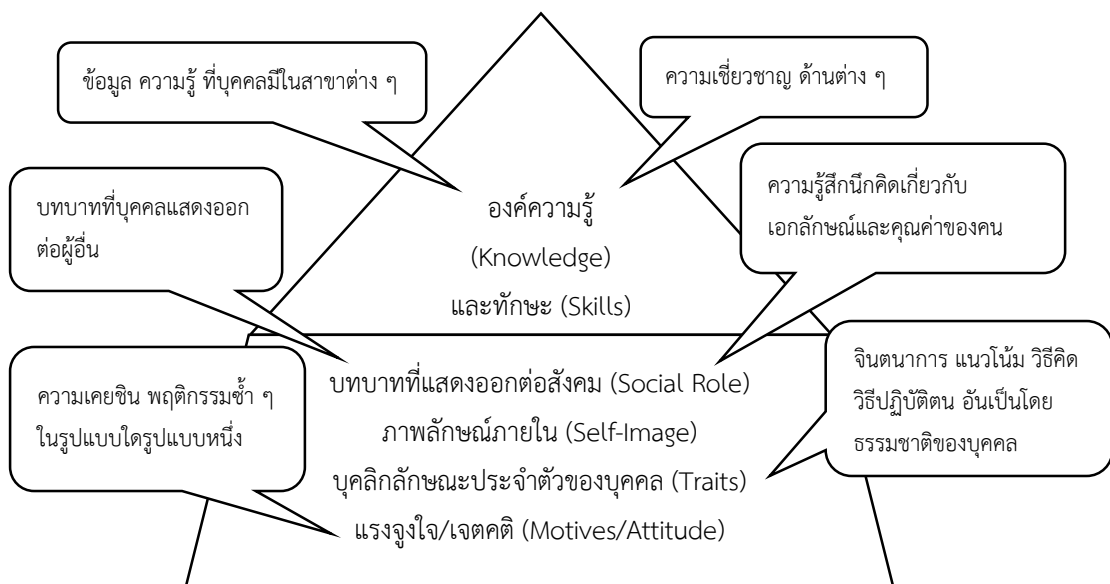 ข้อมูล ความรู้ ที่บุคคลมีในสาขาต่าง ๆ
ความเชี่ยวชาญ ด้านต่าง ๆ
บทบาทที่บุคคลแสดงออก
ต่อผู้อื่น
ความรู้สึกนึกคิดเกี่ยวกับ
เอกลักษณ์และคุณค่าของคน
องค์ความรู้
(Knowledge)
และทักษะ (Skills)
ความเคยชิน พฤติกรรมซ้ำ ๆ
ในรูปแบบใดรูปแบบหนึ่ง
จินตนาการ แนวโน้ม วิธีคิด
วิธีปฏิบัติตน อันเป็นโดย
ธรรมชาติของบุคคล
บทบาทที่แสดงออกต่อสังคม (Social Role)
ภาพลักษณ์ภายใน (Self-Image)
บุคลิกลักษณะประจำตัวของบุคคล (Traits)
แรงจูงใจ/เจตคติ (Motives/Attitude)